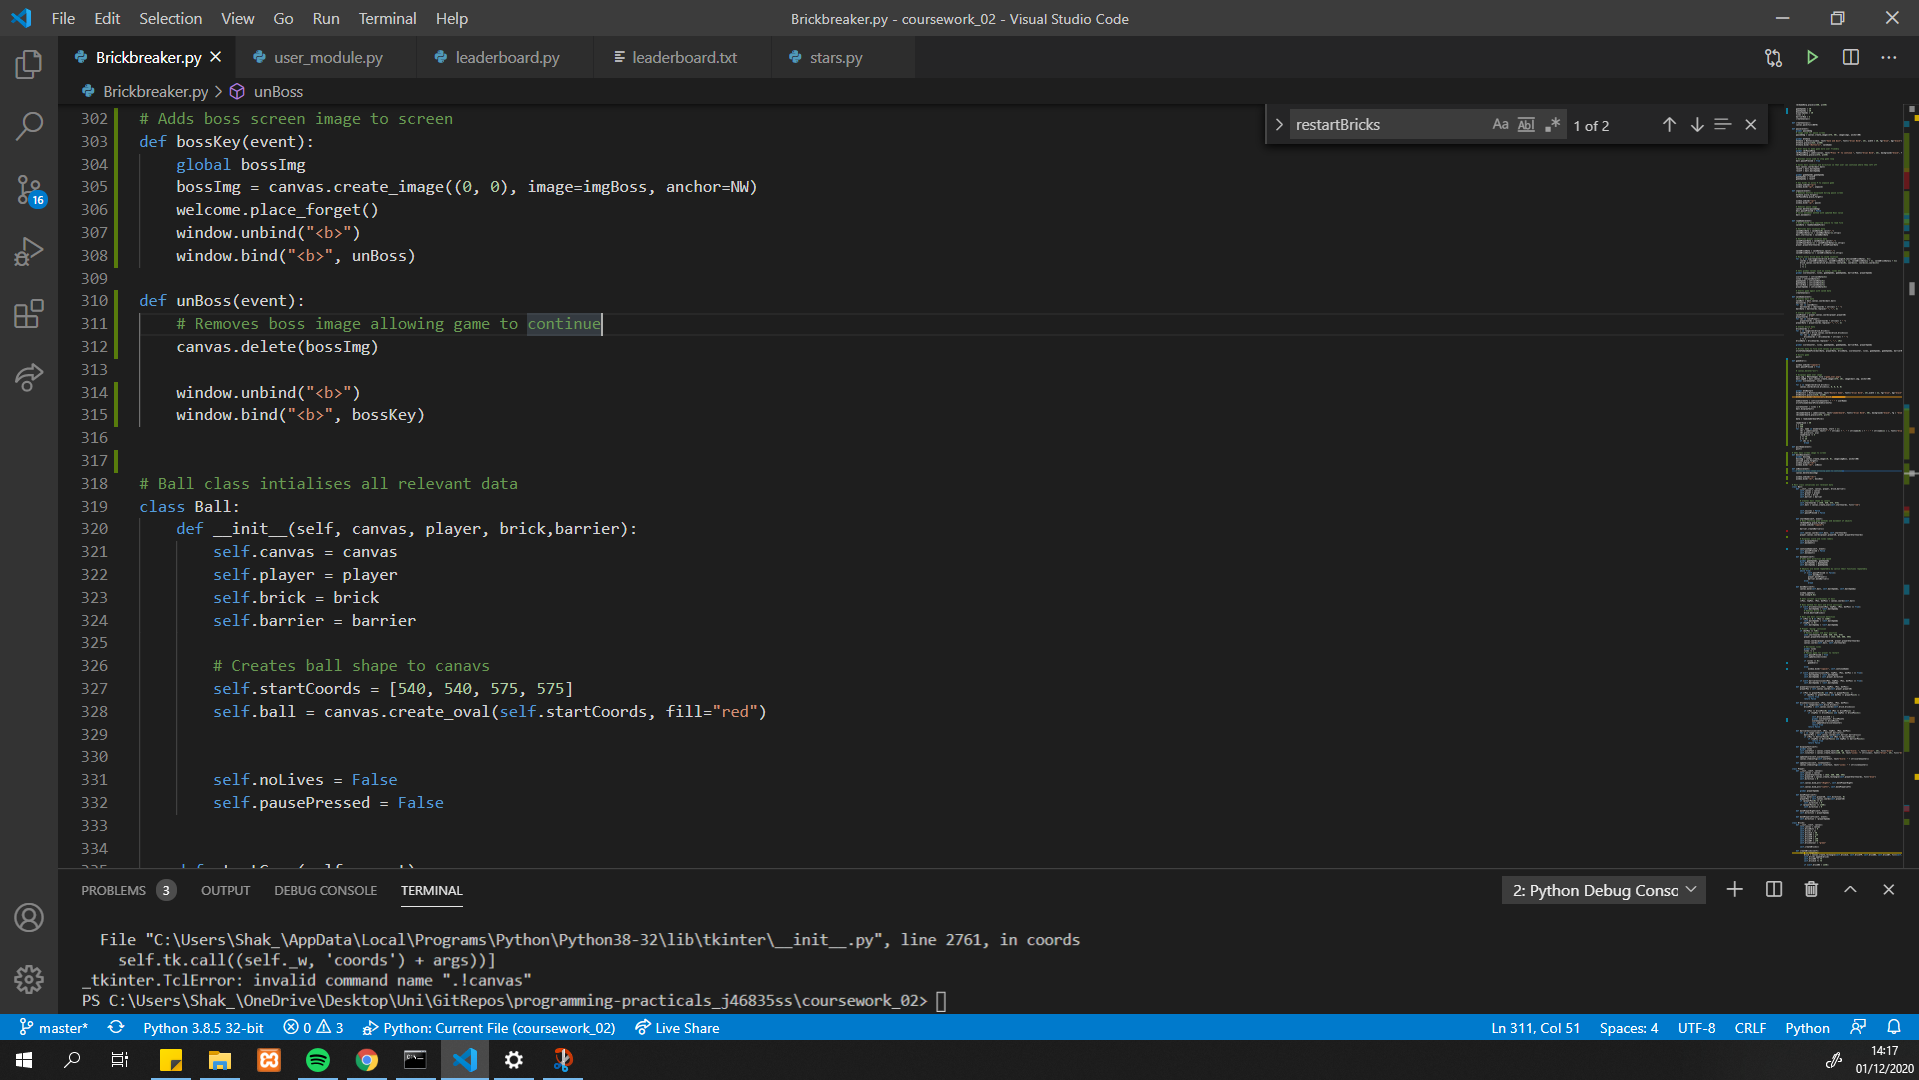 File Edit Selection View Go Run Terminal Help
Brickbreaker.py - coursework_02 - Visual Studio Code
Brickbreaker.py user_module.py leaderboard.py leaderboard.txt stars.py
Brickbreaker.py > unBoss
restartBricks Aa Abl .* 1 of 2
302 # Adds boss screen image to screen
303 def bossKey(event):
304 global bossImg
305 bossImg = canvas.create_image((0, 0), image=imgBoss, anchor=NW)
306 welcome.place_forget()
307 window.unbind("<b>")
308 window.bind("<b>", unBoss)
309
310 def unBoss(event):
311 # Removes boss image allowing game to continue
312 canvas.delete(bossImg)
313
314 window.unbind("<b>")
315 window.bind("<b>", bossKey)
316
317
318 # Ball class intialises all relevant data
319 class Ball:
320 def __init__(self, canvas, player, brick,barrier):
321 self.canvas = canvas
322 self.player = player
323 self.brick = brick
324 self.barrier = barrier
325
326 # Creates ball shape to canavs
327 self.startCoords = [540, 540, 575, 575]
328 self.ball = canvas.create_oval(self.startCoords, fill="red")
329
330
331 self.noLives = False
332 self.pausePressed = False
333
334
16
PROBLEMS 3 OUTPUT DEBUG CONSOLE TERMINAL
2: Python Debug Consc
File "C:\Users\Shak_\AppData\Local\Programs\Python\Python38-32\lib\tkinter\__init__.py", line 2761, in coords
self.tk.call((self._w, 'coords') + args))]
_tkinter.TclError: invalid command name ".!canvas"
PS C:\Users\Shak_\OneDrive\Desktop\Uni\GitRepos\programming-practicals_j46835ss\coursework_02>
master* Python 3.8.5 32-bit 0 3 Python: Current File (coursework_02) Live Share
Ln 311, Col 51 Spaces: 4 UTF-8 CRLF Python
14:17
01/12/2020